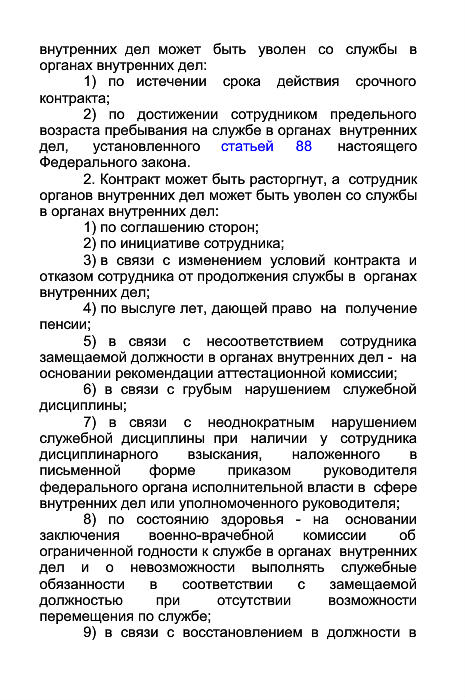 внутренних дел может быть уволен со службы в
органах внутренних дел:
1) по истечении срока действия срочного
контракта;
2) по достижении сотрудником предельного
возраста пребывания на службе в органах внутренних
дел, установленного статьей 88 настоящего
Федерального закона.
2. Контракт может быть расторгнут, а сотрудник
органов внутренних дел может быть уволен со службы
в органах внутренних дел:
1) по соглашению сторон;
2) по инициативе сотрудника;
3) в связи с изменением условий контракта и
отказом сотрудника от продолжения службы в органах
внутренних дел;
4) по выслуге лет, дающей право на получение
пенсии;
5) в связи с несоответствием сотрудника
замещаемой должности в органах внутренних дел - на
основании рекомендации аттестационной комиссии;
6) в связи с грубым нарушением служебной
дисциплины;
7) в связи с неоднократным нарушением
служебной дисциплины при наличии у сотрудника
дисциплинарного взыскания, наложенного в
письменной форме приказом руководителя
федерального органа исполнительной власти в сфере
внутренних дел или уполномоченного руководителя;
8) по состоянию здоровья - на основании
заключения военно-врачебной комиссии об
ограниченной годности к службе в органах внутренних
дел и о невозможности выполнять служебные
обязанности в соответствии с замещаемой
должностью при отсутствии возможности
перемещения по службе;
9) в связи с восстановлением в должности в